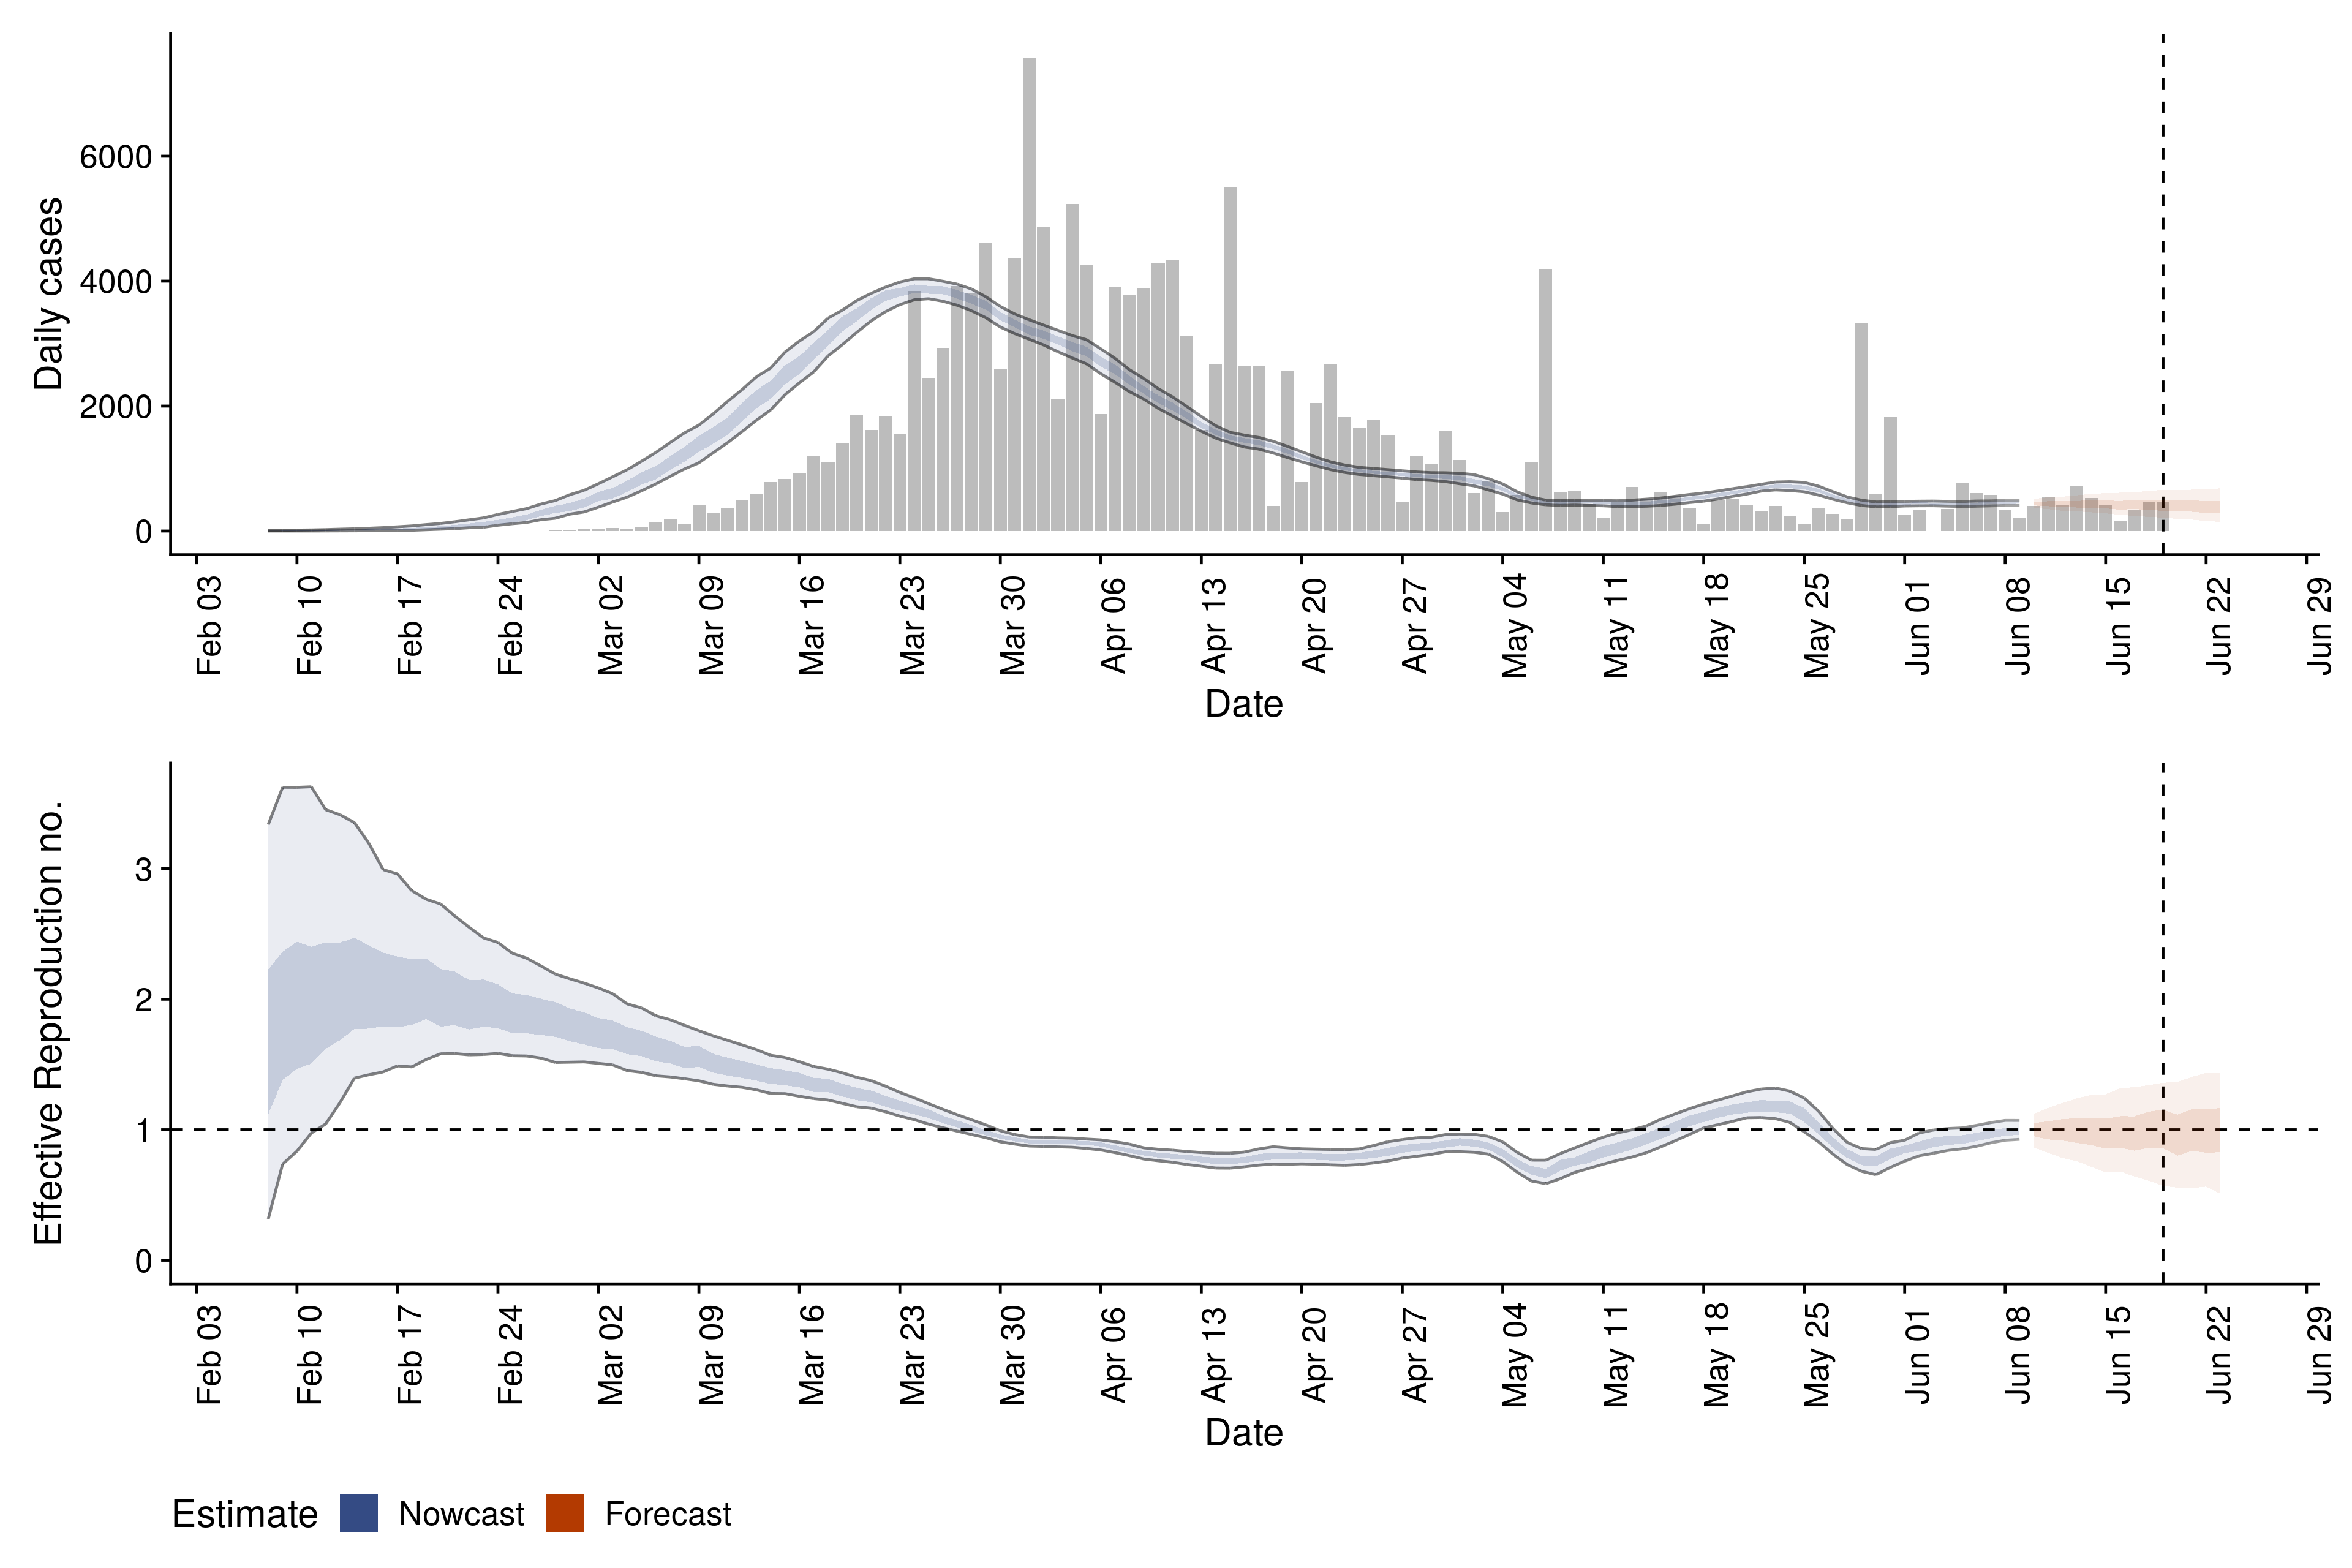 Daily cases
6000
4000
2000
0
Feb 03
Feb 10
Feb 17
Feb 24
Mar 02
Mar 09
Mar 16
Mar 23
Mar 30
Apr 06
Apr 13
Apr 20
Apr 27
May 04
May 11
May 18
May 25
Jun 01
Jun 08
Jun 15
Jun 22
Jun 29
Date
Effective Reproduction no.
3
2
1
0
Feb 03
Feb 10
Feb 17
Feb 24
Mar 02
Mar 09
Mar 16
Mar 23
Mar 30
Apr 06
Apr 13
Apr 20
Apr 27
May 04
May 11
May 18
May 25
Jun 01
Jun 08
Jun 15
Jun 22
Jun 29
Date
Estimate Nowcast Forecast